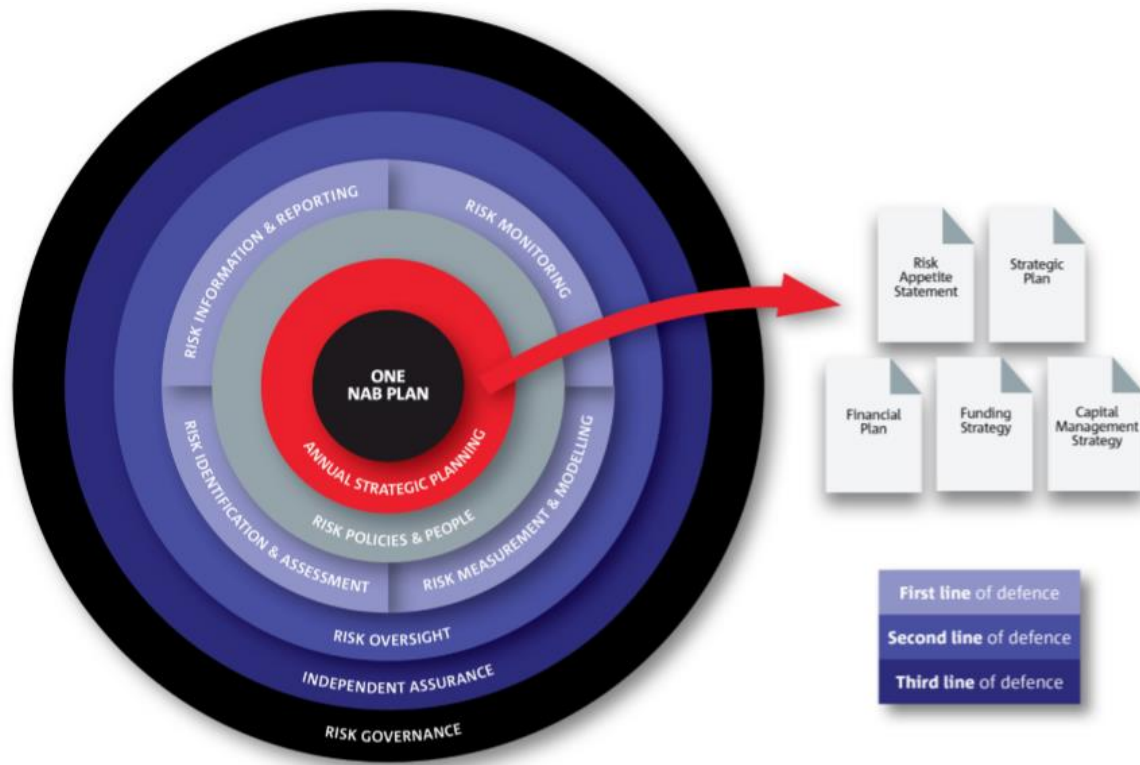 RISK INFORMATION & REPORTING
RISK MONITORING
ONE
NAB PLAN
ANNUAL STRATEGIC PLANNING
RISK POLICIES & PEOPLE
RISK IDENTIFICATION & ASSESSMENT
RISK MEASUREMENT & MODELLING
RISK OVERSIGHT
INDEPENDENT ASSURANCE
RISK GOVERNANCE
Risk
Appetite
Statement
Strategic
Plan
Financial
Plan
Funding
Strategy
Capital
Management
Strategy
First line of defence
Second line of defence
Third line of defence